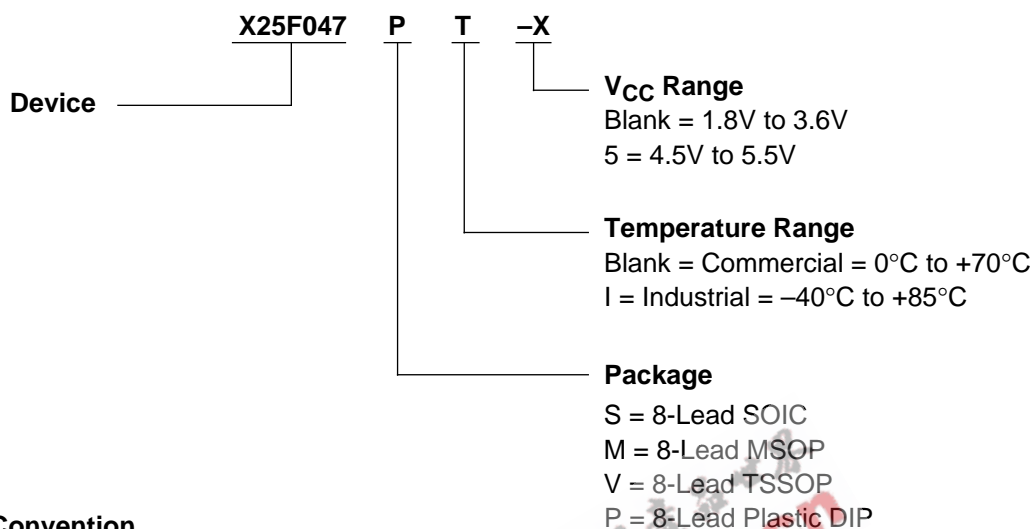 X25F047 P T –X
Device
VCC Range
Blank = 1.8V to 3.6V
5 = 4.5V to 5.5V
Temperature Range
Blank = Commercial = 0°C to +70°C
I = Industrial = –40°C to +85°C
Package
S = 8-Lead SOIC
M = 8-Lead MSOP
V = 8-Lead TSSOP
P = 8-Lead Plastic DIP
Convention